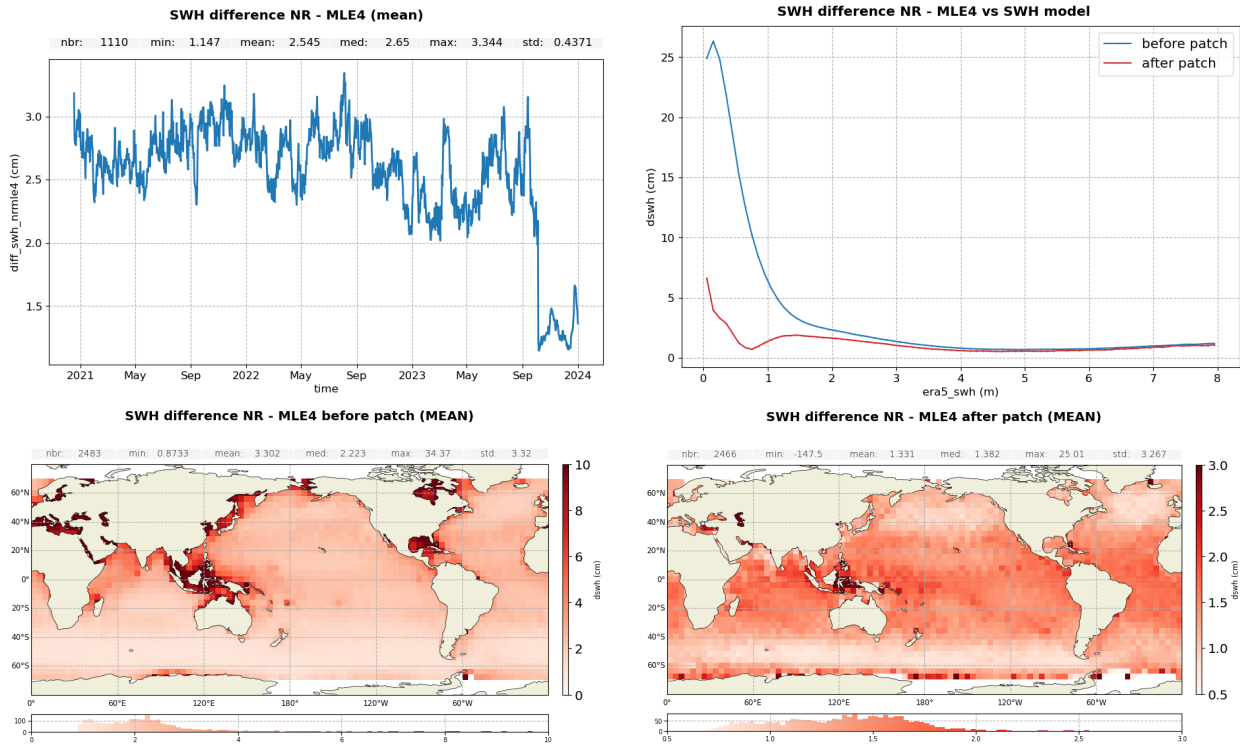 SWH difference NR - MLE4 (mean)
nbr: 1110 min: 1.147 mean: 2.545 med: 2.65 max: 3.344 std: 0.4371
diff_swh_nrmle4 (cm)
3.0
2.5
2.0
1.5
2021 May Sep 2022 May Sep 2023 May Sep 2024
time
SWH difference NR - MLE4 vs SWH model
before patch
after patch
dswh (cm)
25
20
15
10
5
0
0 1 2 3 4 5 6 7 8
era5_swh (m)
SWH difference NR - MLE4 before patch (MEAN)
nbr: 2483 min: 0.8733 mean: 3.302 med: 2.223 max: 34.37 std: 3.32
60°N
40°N
20°N
0°
20°S
40°S
60°S
0° 60°E 120°E 180° 120°W 60°W
10
8
6
4
2
0
dswh (cm)
100
0
0 2 4 6 8 10
SWH difference NR - MLE4 after patch (MEAN)
nbr: 2466 min: -147.5 mean: 1.331 med: 1.382 max: 25.01 std: 3.267
60°N
40°N
20°N
0°
20°S
40°S
60°S
0° 60°E 120°E 180° 120°W 60°W
3.0
2.5
2.0
1.5
1.0
0.5
dswh (cm)
50
0
0.5 1.0 1.5 2.0 2.5 3.0